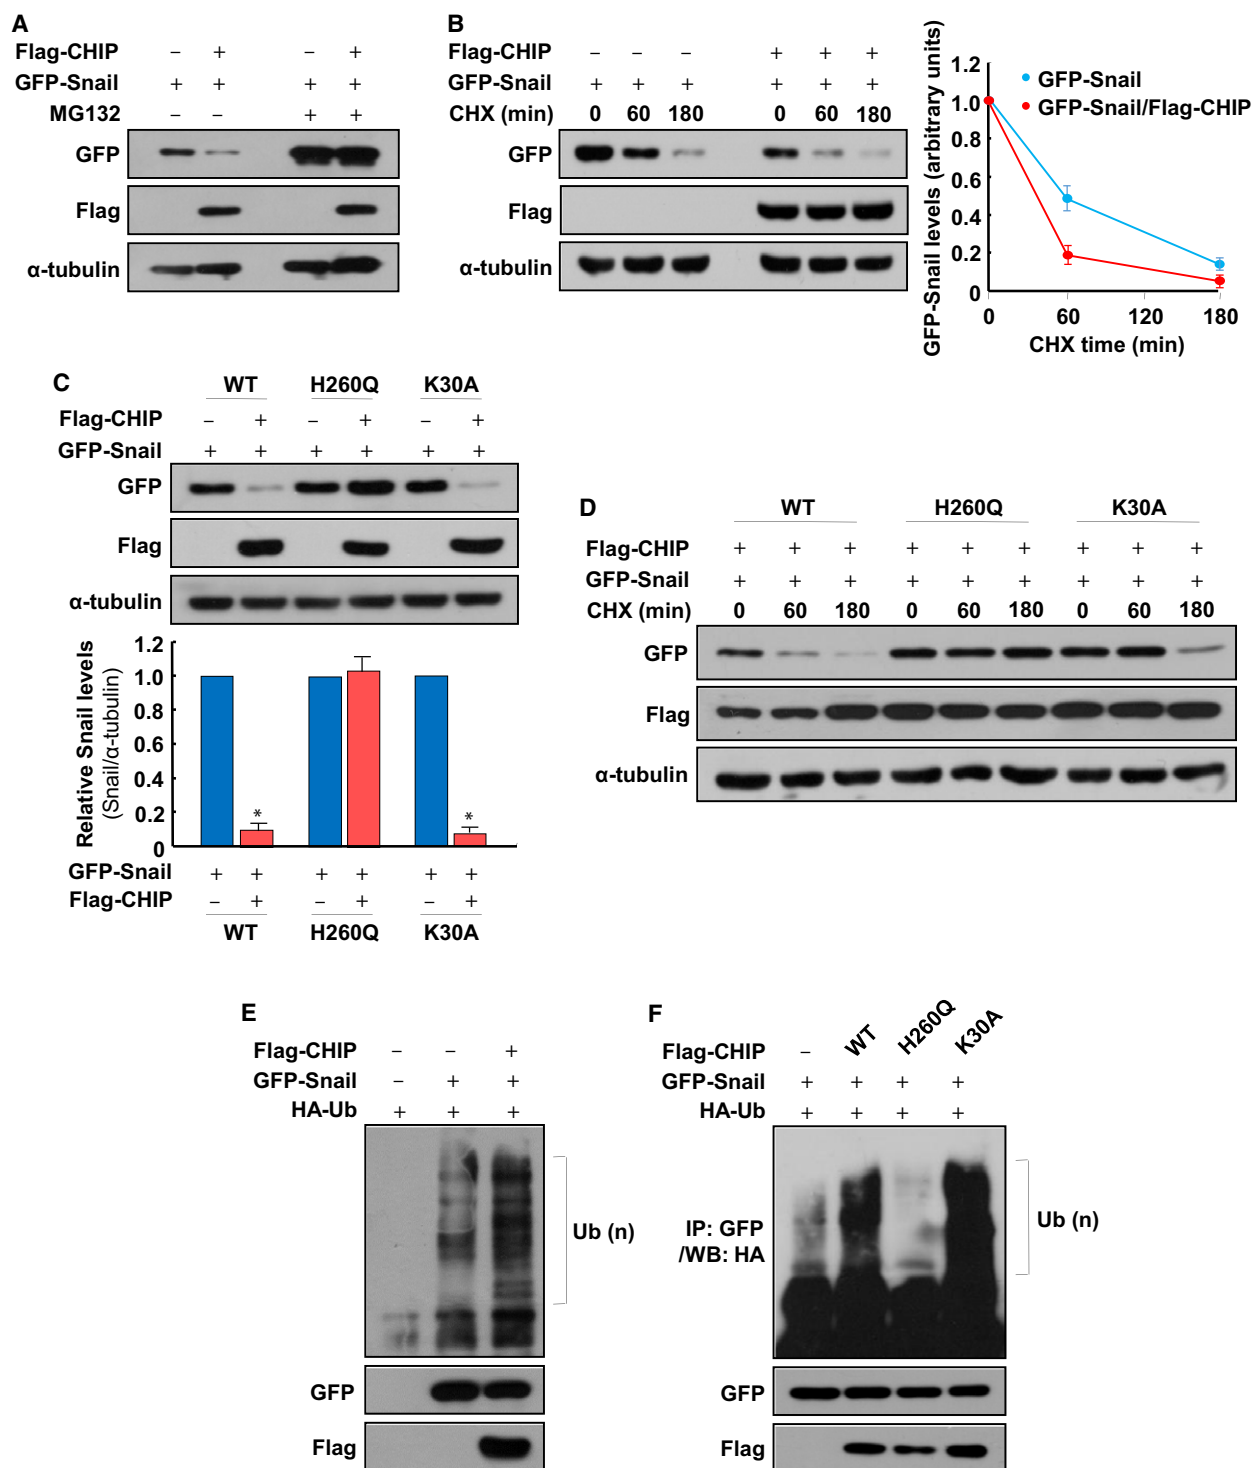 A
Flag-CHIP – + – +
GFP-Snail + + + +
MG132 – – + +
GFP
Flag
α-tubulin
B
Flag-CHIP – – – + + +
GFP-Snail + + + + + +
CHX (min) 0 60 180 0 60 180
GFP
Flag
α-tubulin
GFP-Snail levels (arbitrary units)
1.2
1.0
0.8
0.6
0.4
0.2
0
GFP-Snail
GFP-Snail/Flag-CHIP
0 60 120 180
CHX time (min)
C
WT H260Q K30A
Flag-CHIP – + – + – +
GFP-Snail + + + + + +
GFP
Flag
α-tubulin
Relative Snail levels
(Snail/α-tubulin)
1.2
1.0
0.8
0.6
0.4
0.2
0
* *
GFP-Snail + + + + + +
Flag-CHIP – + – + – +
WT H260Q K30A
D
WT H260Q K30A
Flag-CHIP + + + + + + + + +
GFP-Snail + + + + + + + + +
CHX (min) 0 60 180 0 60 180 0 60 180
GFP
Flag
α-tubulin
E
Flag-CHIP – – +
GFP-Snail – + +
HA-Ub + + +
Ub (n)
GFP
Flag
F
Flag-CHIP – WT H260Q K30A
GFP-Snail + + + +
HA-Ub + + + +
IP: GFP
/WB: HA
Ub (n)
GFP
Flag